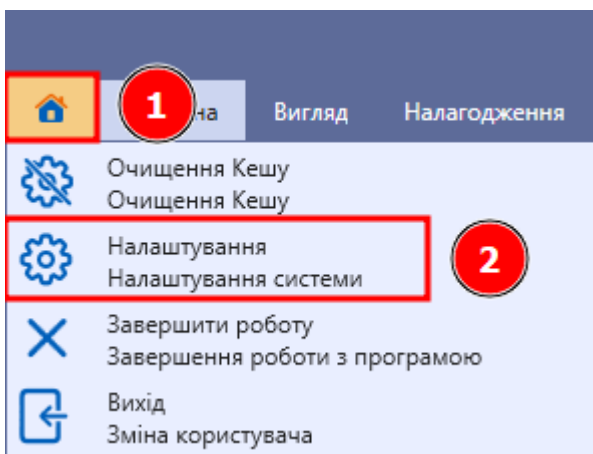 1 на Вигляд Налагодження
Очищення Кешу
Очищення Кешу
Налаштування
Налаштування системи
2
Завершити роботу
Завершення роботи з програмою
Вихід
Зміна користувача